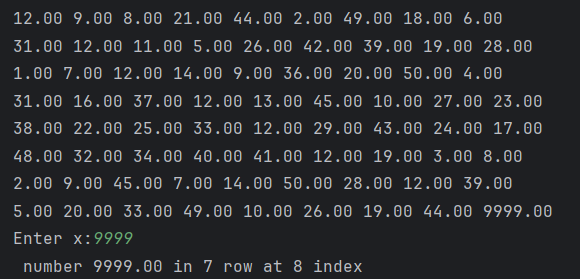 12.00 9.00 8.00 21.00 44.00 2.00 49.00 18.00 6.00
31.00 12.00 11.00 5.00 26.00 42.00 39.00 19.00 28.00
1.00 7.00 12.00 14.00 9.00 36.00 20.00 50.00 4.00
31.00 16.00 37.00 12.00 13.00 45.00 10.00 27.00 23.00
38.00 22.00 25.00 33.00 12.00 29.00 43.00 24.00 17.00
48.00 32.00 34.00 40.00 41.00 12.00 19.00 3.00 8.00
2.00 9.00 45.00 7.00 14.00 50.00 28.00 12.00 39.00
5.00 20.00 33.00 49.00 10.00 26.00 19.00 44.00 9999.00
Enter x:9999
 number 9999.00 in 7 row at 8 index